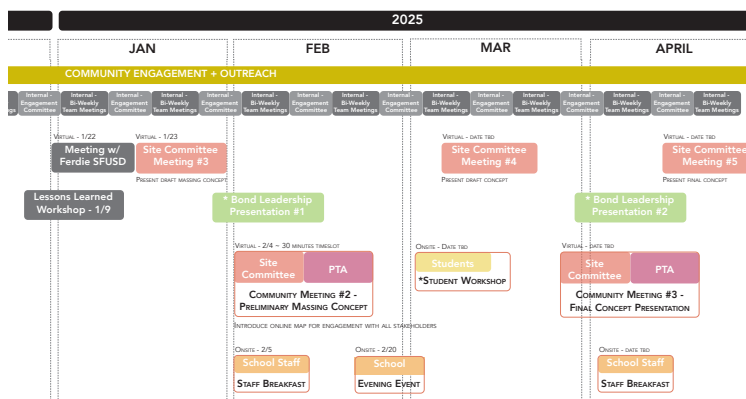 2025
JAN FEB MAR APRIL
COMMUNITY ENGAGEMENT + OUTREACH
Internal - Internal - Internal - Internal - Internal - Internal - Internal - Internal - Internal - Internal - Internal - Internal - Internal - Internal - Internal - Internal -
Engagement Bi-Weekly Engagement Bi-Weekly Engagement Bi-Weekly Engagement Bi-Weekly Engagement Bi-Weekly Engagement Bi-Weekly Engagement Bi-Weekly Engagement Bi-Weekly
ngs Committee Team Meetings Committee Team Meetings Committee Team Meetings Committee Team Meetings Committee Team Meetings Committee Team Meetings Committee Team Meetings Committee Team Meetings
Virtual - 1/22 Virtual - 1/23 Virtual - date tbd Virtual - date tbd
Meeting w/ Site Committee Site Committee Site Committee
Ferdie SFUSD Meeting #3 Meeting #4 Meeting #5
Present draft massing concept Present draft concept Present final concept
Lessons Learned * Bond Leadership * Bond Leadership
Workshop - 1/9 Presentation #1 Presentation #2
Virtual - 2/4 ~ 30 minutes timeslot Onsite - Date tbd Virtual - date tbd
Site PTA Students Site PTA
Committee *Student Workshop Committee
Community Meeting #2 - Community Meeting #3 -
Preliminary Massing Concept Final Concept Presentation
Introduce online map for engagement with all stakeholders
Onsite - 2/5 Onsite - 2/20 Onsite - date tbd
School Staff School School Staff
Staff Breakfast Evening Event Staff Breakfast